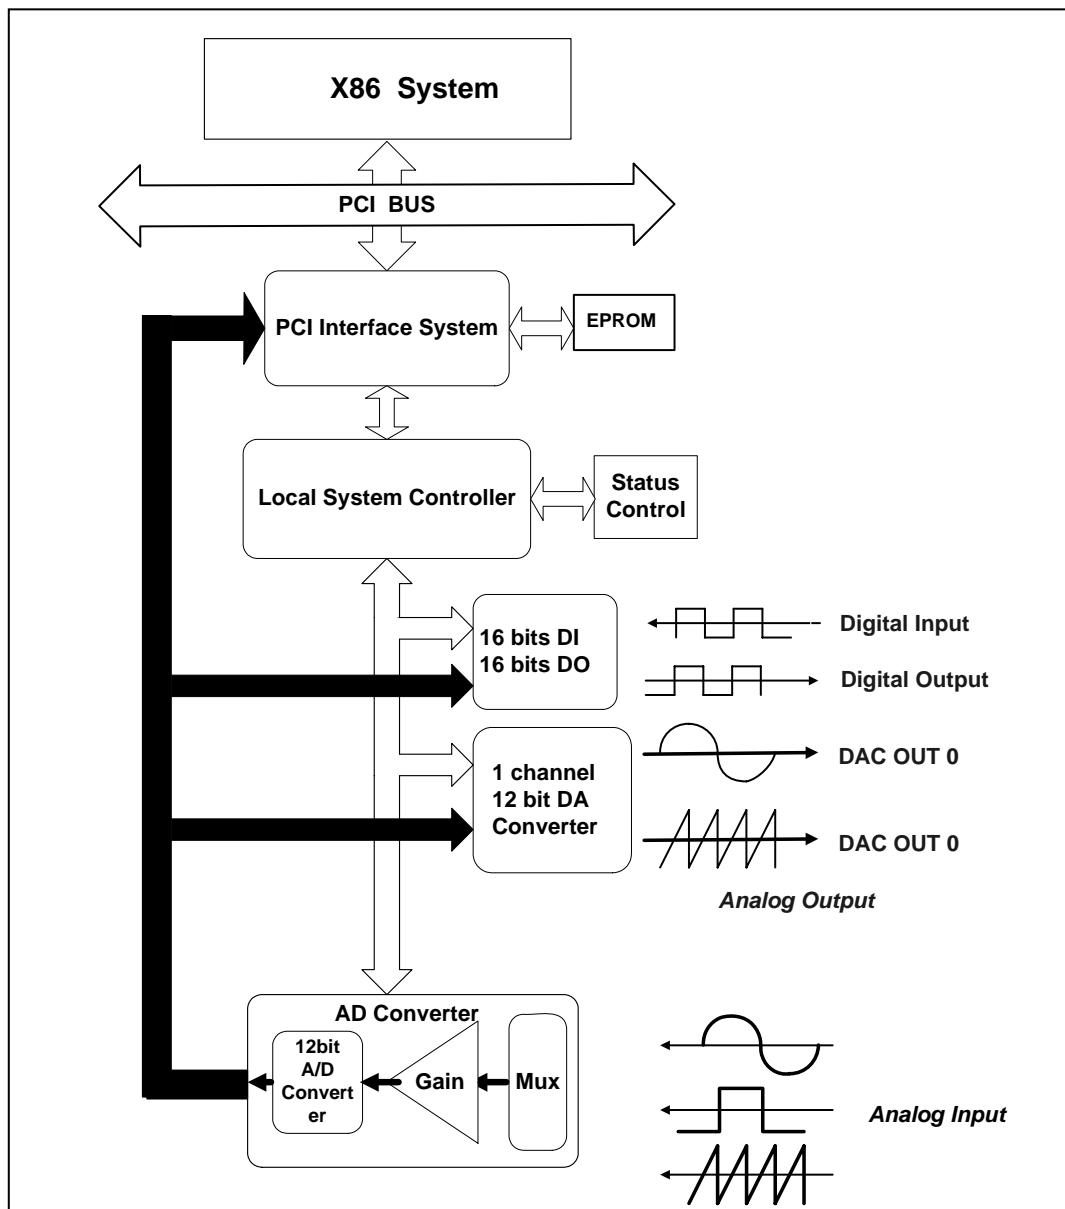 X86 System
PCI BUS
PCI Interface System
EPROM
Local System Controller
Status
Control
16 bits DI
16 bits DO
Digital Input
Digital Output
1 channel
12 bit DA
Converter
DAC OUT 0
DAC OUT 0
Analog Output
AD Converter
12bit
A/D
Convert
er
Gain
Mux
Analog Input